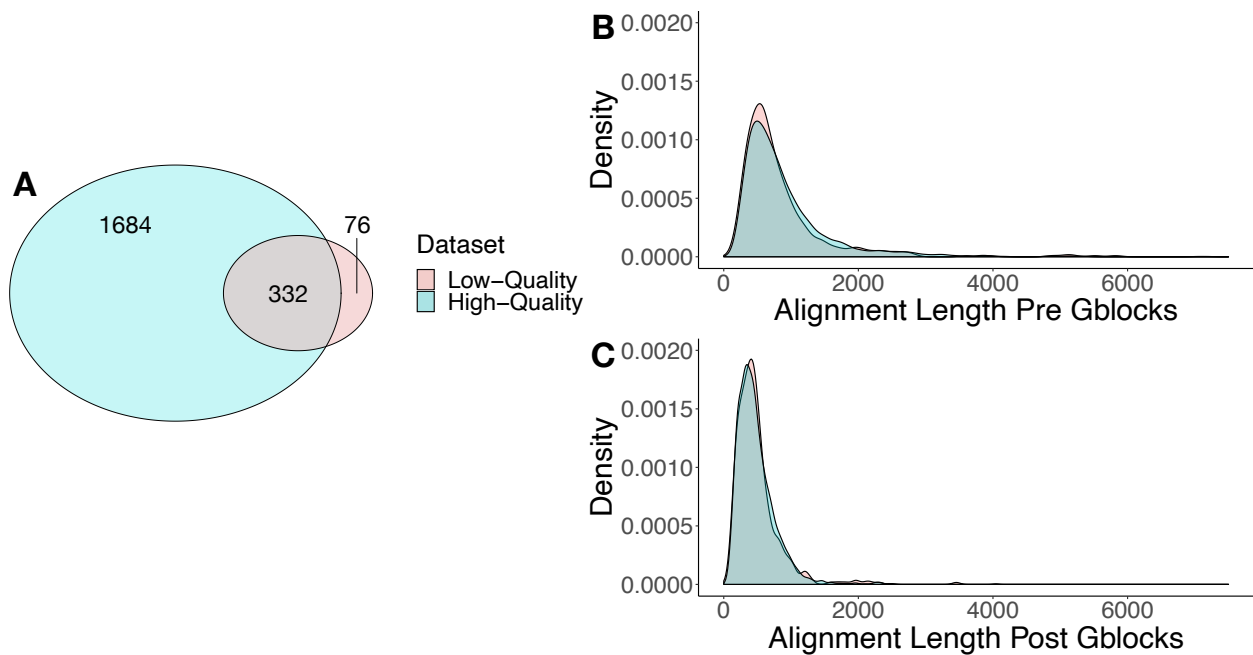 A
1684
332
76
Dataset
Low−Quality
High−Quality
B
Density
0.0020
0.0015
0.0010
0.0005
0.0000
0 2000 4000 6000
Alignment Length Pre Gblocks
C
Density
0.0020
0.0015
0.0010
0.0005
0.0000
0 2000 4000 6000
Alignment Length Post Gblocks